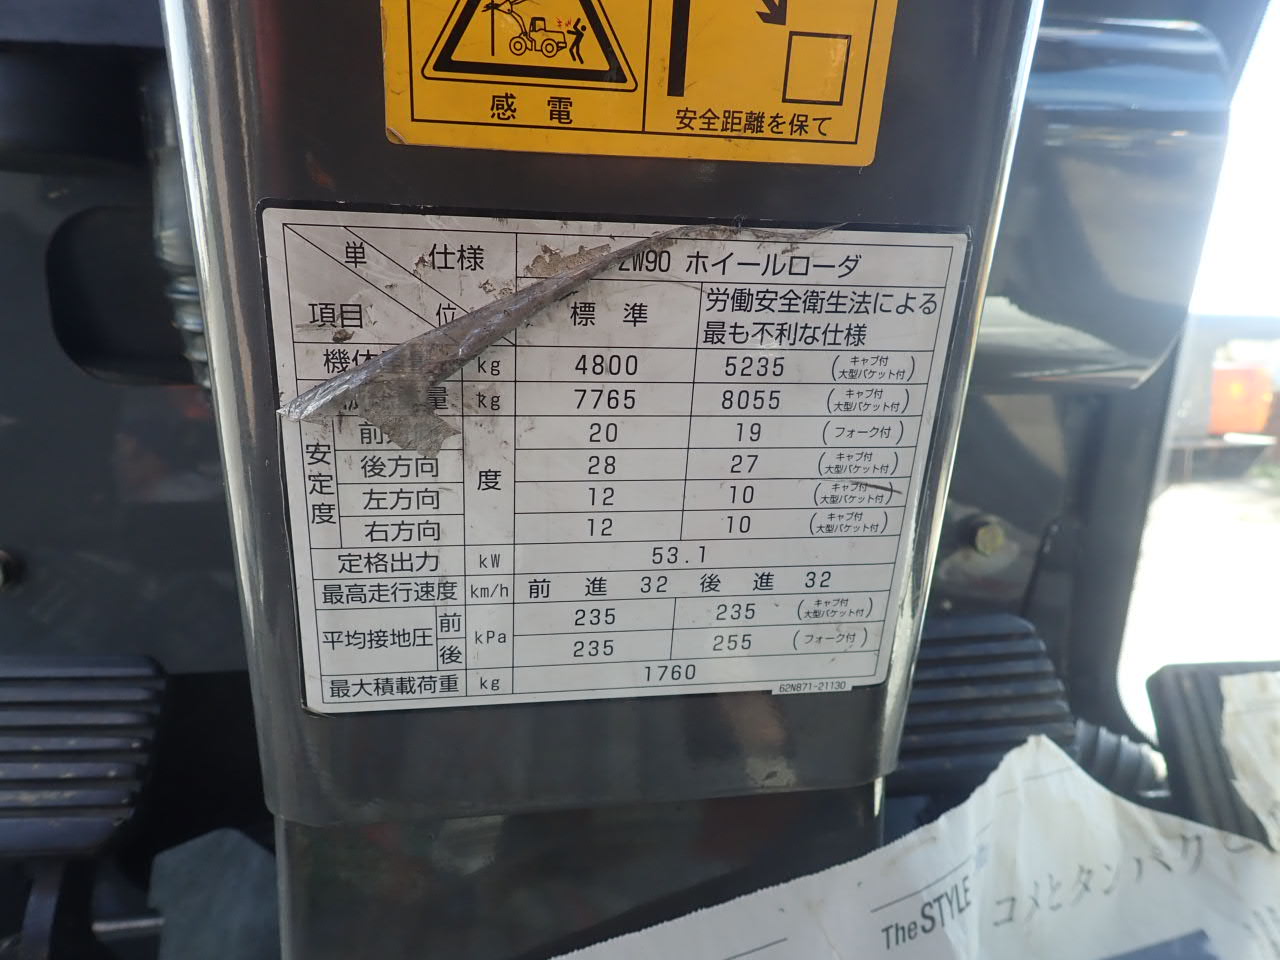 感電
安全距離を保て
単 仕様
ZW90 ホイールローダ
項目 位
標準
労働安全衛生法による
最も不利な仕様
機体 kg 4800 5235 (キャブ付 大型バケット付)
量 kg 7765 8055 (キャブ付 大型バケット付)
安定度 度
前 20 19 (フォーク付)
後方向 28 27 (キャブ付 大型バケット付)
左方向 12 10 (キャブ付 大型バケット付)
右方向 12 10 (キャブ付 大型バケット付)
定格出力 kW 53.1
最高走行速度 km/h 前進 32 後進 32
平均接地圧 kPa
前 235 235 (キャブ付 大型バケット付)
後 235 255 (フォーク付)
最大積載荷重 kg 1760
62N871-21130
The STYLE
コメとタンパク